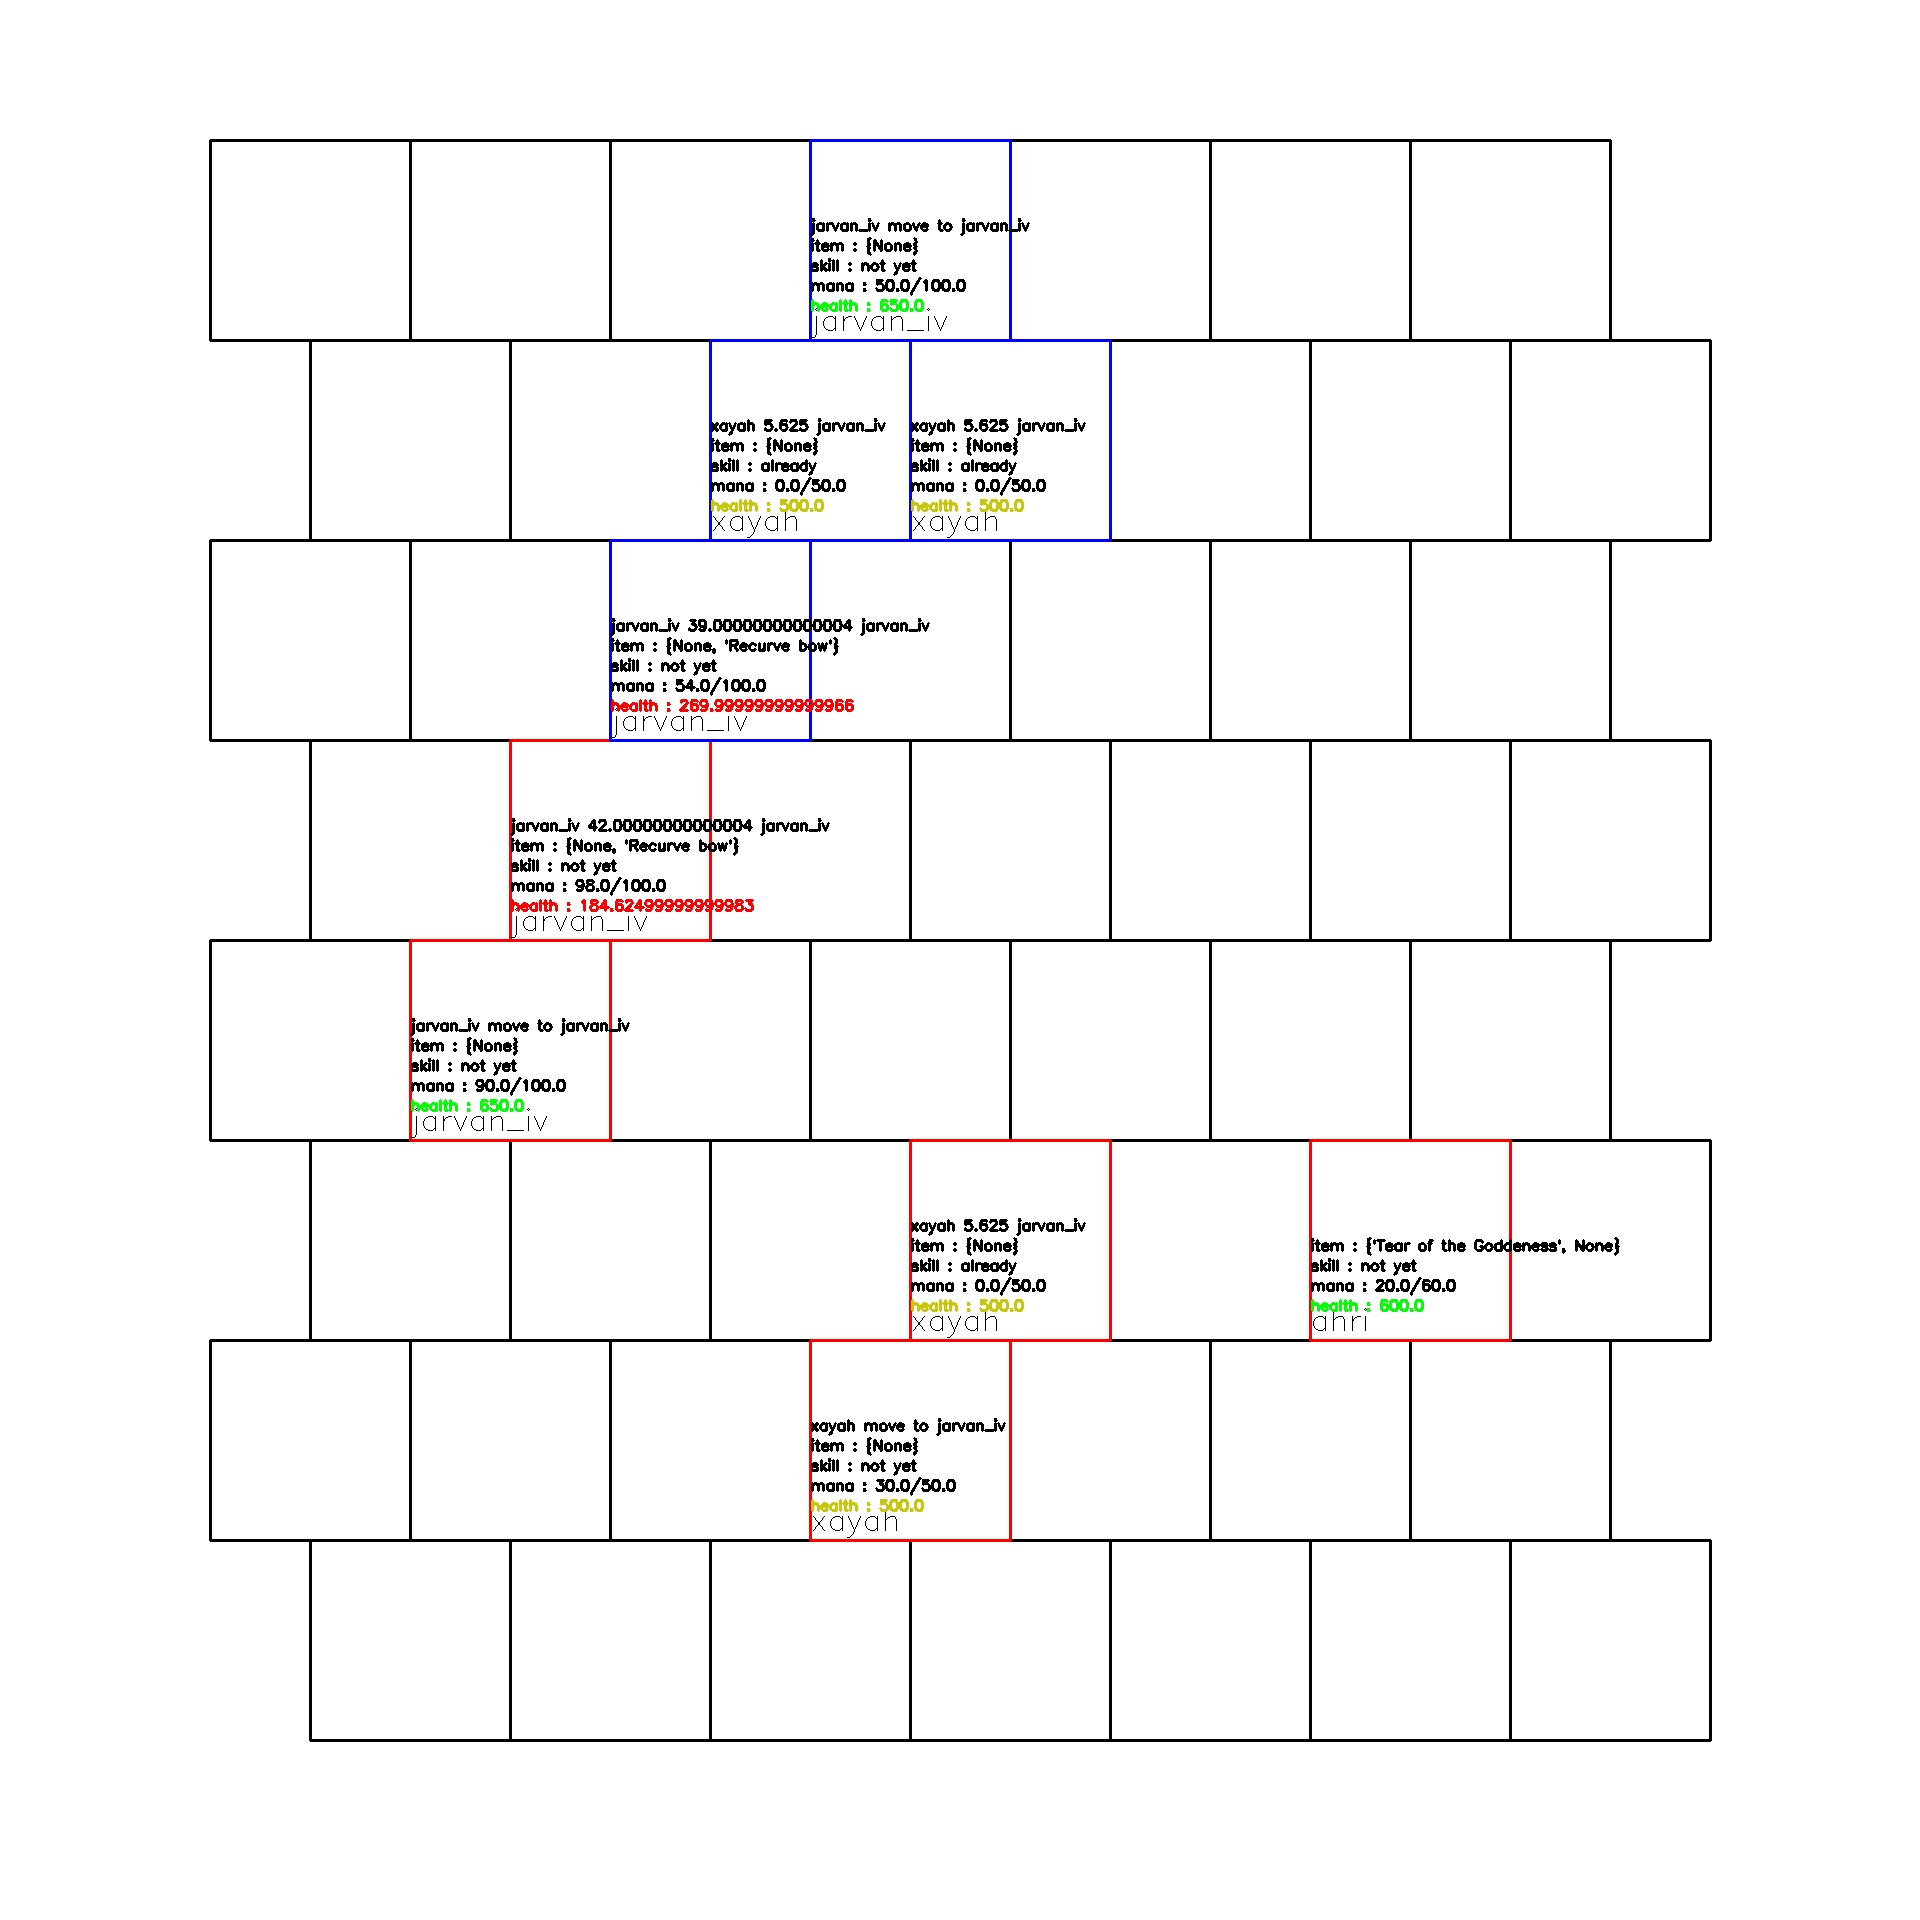 jarvan_iv move to jarvan_iv
item : {None}
skill : not yet
mana : 50.0/100.0
health : 650.0
jarvan_iv
xayah 5.625 jarvan_iv
item : {None}
skill : already
mana : 0.0/50.0
health : 500.0
xayah
xayah 5.625 jarvan_iv
item : {None}
skill : already
mana : 0.0/50.0
health : 500.0
xayah
jarvan_iv 39.00000000000004 jarvan_iv
item : {None, 'Recurve bow'}
skill : not yet
mana : 54.0/100.0
health : 269.99999999999966
jarvan_iv
jarvan_iv 42.00000000000004 jarvan_iv
item : {None, 'Recurve bow'}
skill : not yet
mana : 98.0/100.0
health : 184.62499999999983
jarvan_iv
jarvan_iv move to jarvan_iv
item : {None}
skill : not yet
mana : 90.0/100.0
health : 650.0
jarvan_iv
xayah 5.625 jarvan_iv
item : {None}
skill : already
mana : 0.0/50.0
health : 500.0
xayah
item : {'Tear of the Goddeness', None}
skill : not yet
mana : 20.0/60.0
health : 600.0
ahri
xayah move to jarvan_iv
item : {None}
skill : not yet
mana : 30.0/50.0
health : 500.0
xayah